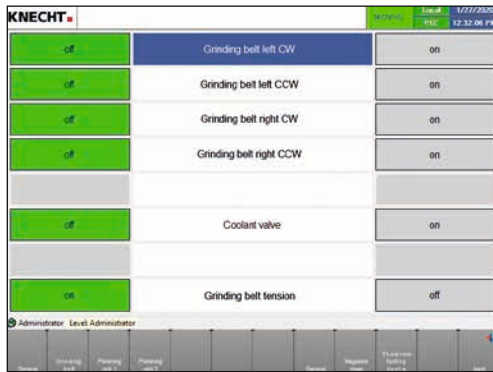 KNECHT
Local 1/27/2020
12:32:06 PM
off Grinding belt left CW on
off Grinding belt left CCW on
off Grinding belt right CW on
off Grinding belt right CCW on
off Coolant valve on
on Grinding belt tension off
Administrator Level: Administrator